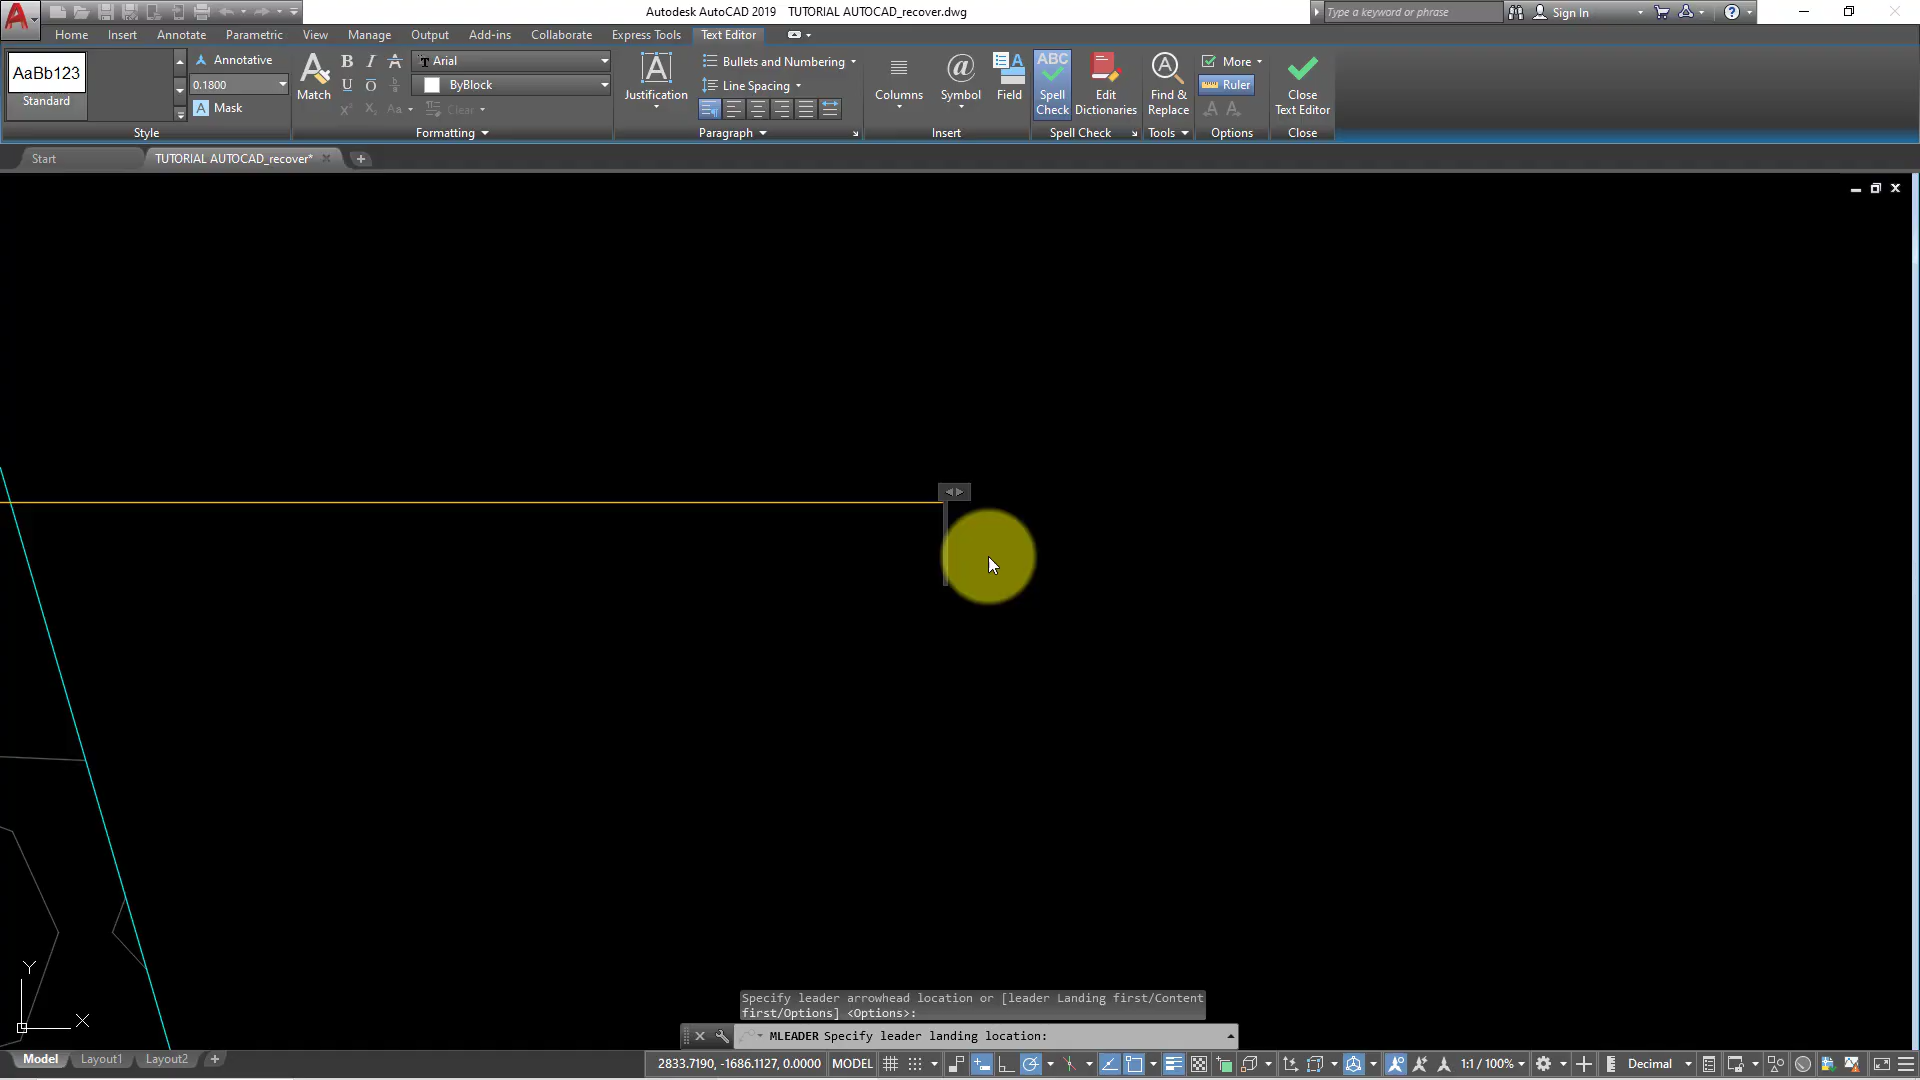 Autodesk AutoCAD 2019 TUTORIAL AUTOCAD_recover.dwg
Type a keyword or phrase
Sign In
Home Insert Annotate Parametric View Manage Output Add-ins Collaborate Express Tools Text Editor
AaBb123
Standard
Annotative
0.1800
Mask
Style
Match
B I A
U O
Aa
Clear
Arial
ByBlock
Formatting
Justification
Bullets and Numbering
Line Spacing
Paragraph
Columns
Symbol
Field
Insert
ABC
Spell
Check
Edit
Dictionaries
Spell Check
Find &
Replace
Tools
More
Ruler
Options
Close
Text Editor
Close
Start
TUTORIAL AUTOCAD_recover*
Y
X
Specify leader arrowhead location or [leader Landing first/Content
first/Options] <Options>:
MLEADER Specify leader landing location:
Model Layout1 Layout2
2833.7190, -1686.1127, 0.0000 MODEL
1:1 / 100%
Decimal